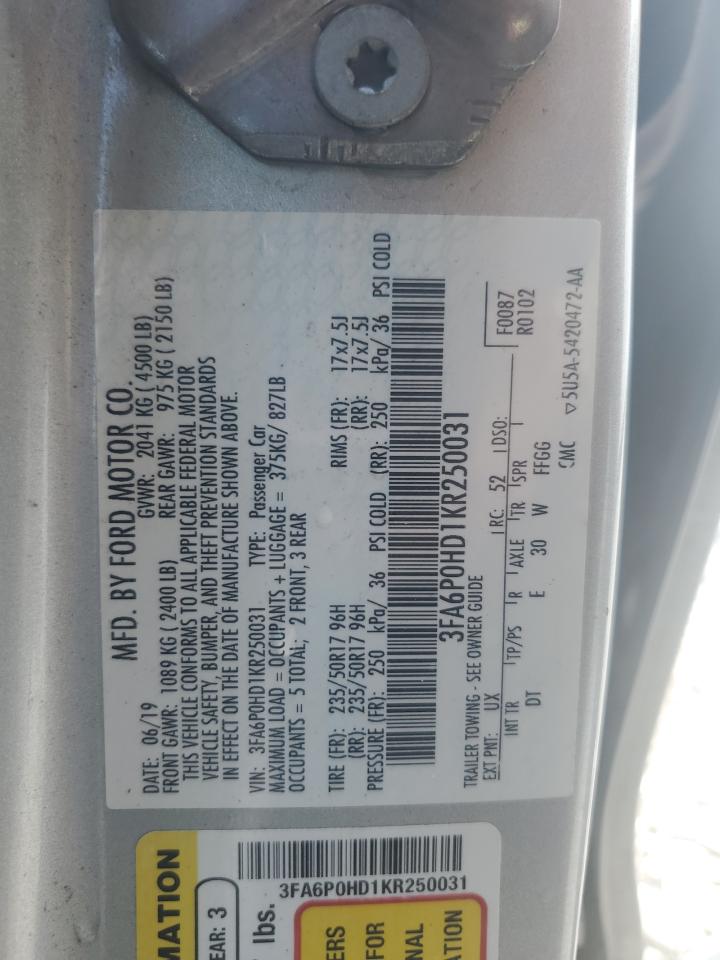 MFD. BY FORD MOTOR CO.
DATE: 06/19 GVWR: 2041 KG ( 4500 LB)
FRONT GAWR: 1089 KG ( 2400 LB) REAR GAWR: 975 KG ( 2150 LB)
THIS VEHICLE CONFORMS TO ALL APPLICABLE FEDERAL MOTOR
VEHICLE SAFETY, BUMPER, AND THEFT PREVENTION STANDARDS
IN EFFECT ON THE DATE OF MANUFACTURE SHOWN ABOVE.
VIN: 3FA6P0HD1KR250031 TYPE: Passenger Car
MAXIMUM LOAD = OCCUPANTS + LUGGAGE = 375KG/ 827LB
OCCUPANTS = 5 TOTAL; 2 FRONT, 3 REAR
TIRE (FR): 235/50R17 96H RIMS (FR): 17x7.5J
(RR): 235/50R17 96H (RR): 17x7.5J
PRESSURE (FR): 250 kPa/ 36 PSI COLD (RR): 250 kPa/ 36 PSI COLD
3FA6P0HD1KR250031
TRAILER TOWING - SEE OWNER GUIDE
F0087
R0102
EXT PNT: UX RC: 52 DSO:
INT TR TP/PS R AXLE TR SPR
DT E 30 W FFGG
CMC ▽5U5A-5420472-AA
MATION
3FA6P0HD1KR250031
EAR: 3
lbs.
ERS
FOR
NAL
ATION